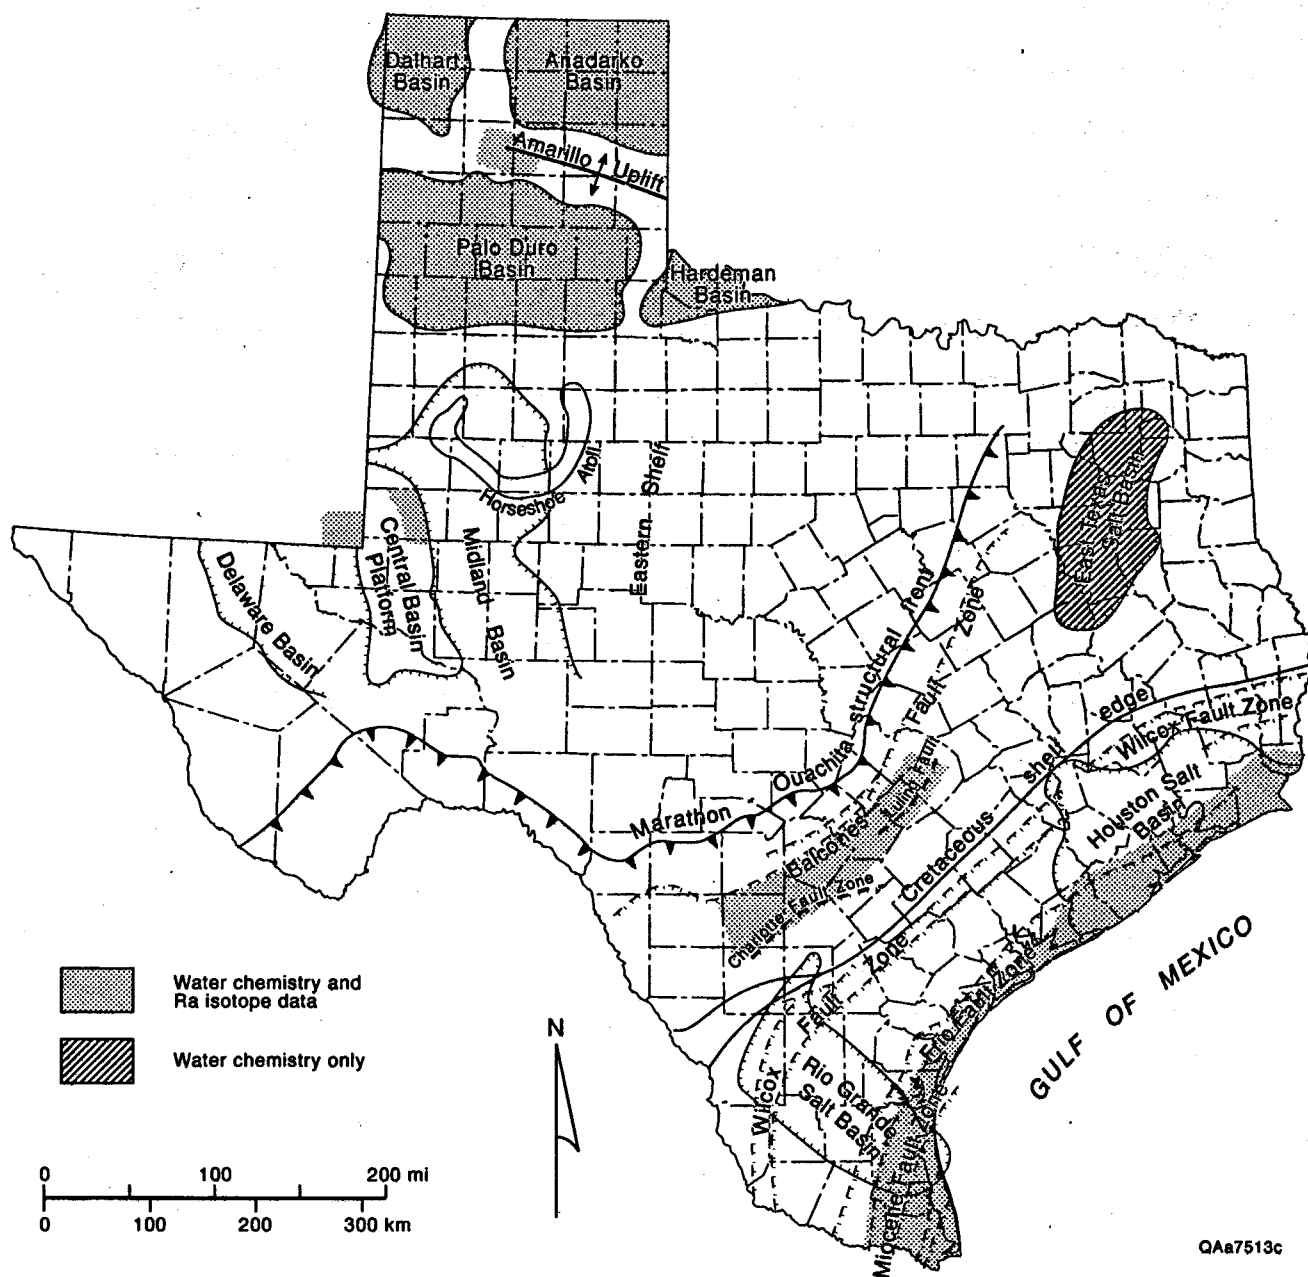 Dalhart
Basin
Anadarko
Basin
Amarillo Uplift
Palo Duro
Basin
Hardeman
Basin
Horseshoe Atoll
Eastern Shelf
Central Basin
Platform
Midland Basin
Delaware Basin
East Texas
Salt Basin
Marathon Ouachita structural front
Balcones Fault Zone
Luling Fault
Charlotte Fault Zone
Cretaceous shelf edge
Wilcox Fault Zone
Houston Salt
Basin
Wilcox Fault Zone
Frio Fault Zone
Rio Grande
Salt Basin
Miocene Fault Zone
GULF OF MEXICO
Water chemistry and
Ra isotope data
Water chemistry only
N
0 100 200 mi
0 100 200 300 km
QAa7513c